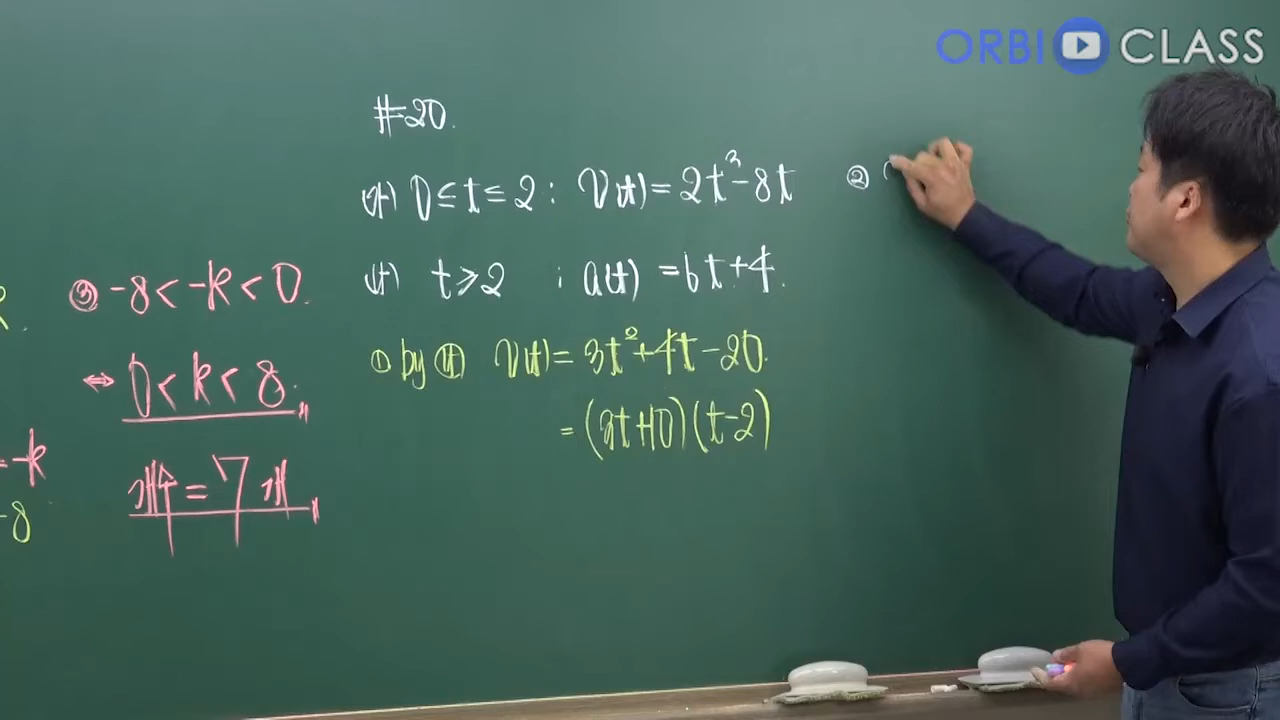 ORBI CLASS
#20.
(가) 0≤t≤2 : v(t)=2t³-8t
(나) t≥2 ; a(t)=6t+4.
① by (나) v(t)=3t²+4t-20.
=(3t+10)(t-2)
②
③ -8<-k<0.
⇔ 0<k<8.
개수=7개
=-k
-8